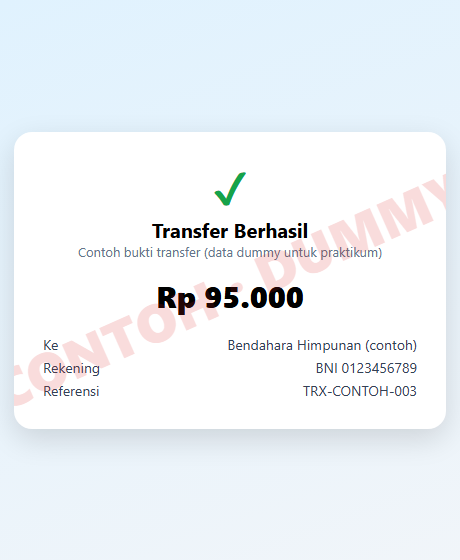 ✓
Transfer Berhasil
Contoh bukti transfer (data dummy untuk praktikum)
Rp 95.000
Ke Bendahara Himpunan (contoh)
Rekening BNI 0123456789
Referensi TRX-CONTOH-003
CONTOH - DUMMY